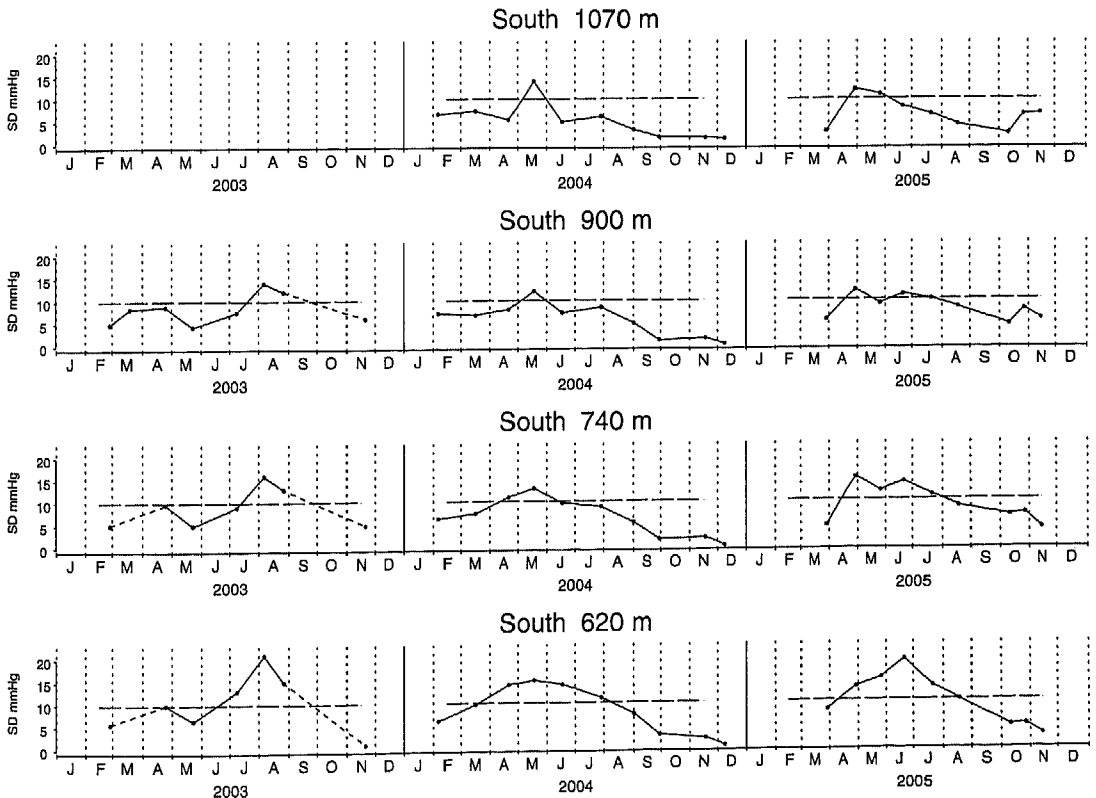 South 1070 m
SD mmHg
20
15
10
5
0
J F M A M J J A S O N D J F M A M J J A S O N D J F M A M J J A S O N D
2003 2004 2005
South 900 m
SD mmHg
20
15
10
5
0
J F M A M J J A S O N D J F M A M J J A S O N D J F M A M J J A S O N D
2003 2004 2005
South 740 m
SD mmHg
20
15
10
5
0
J F M A M J J A S O N D J F M A M J J A S O N D J F M A M J J A S O N D
2003 2004 2005
South 620 m
SD mmHg
20
15
10
5
0
J F M A M J J A S O N D J F M A M J J A S O N D J F M A M J J A S O N D
2003 2004 2005